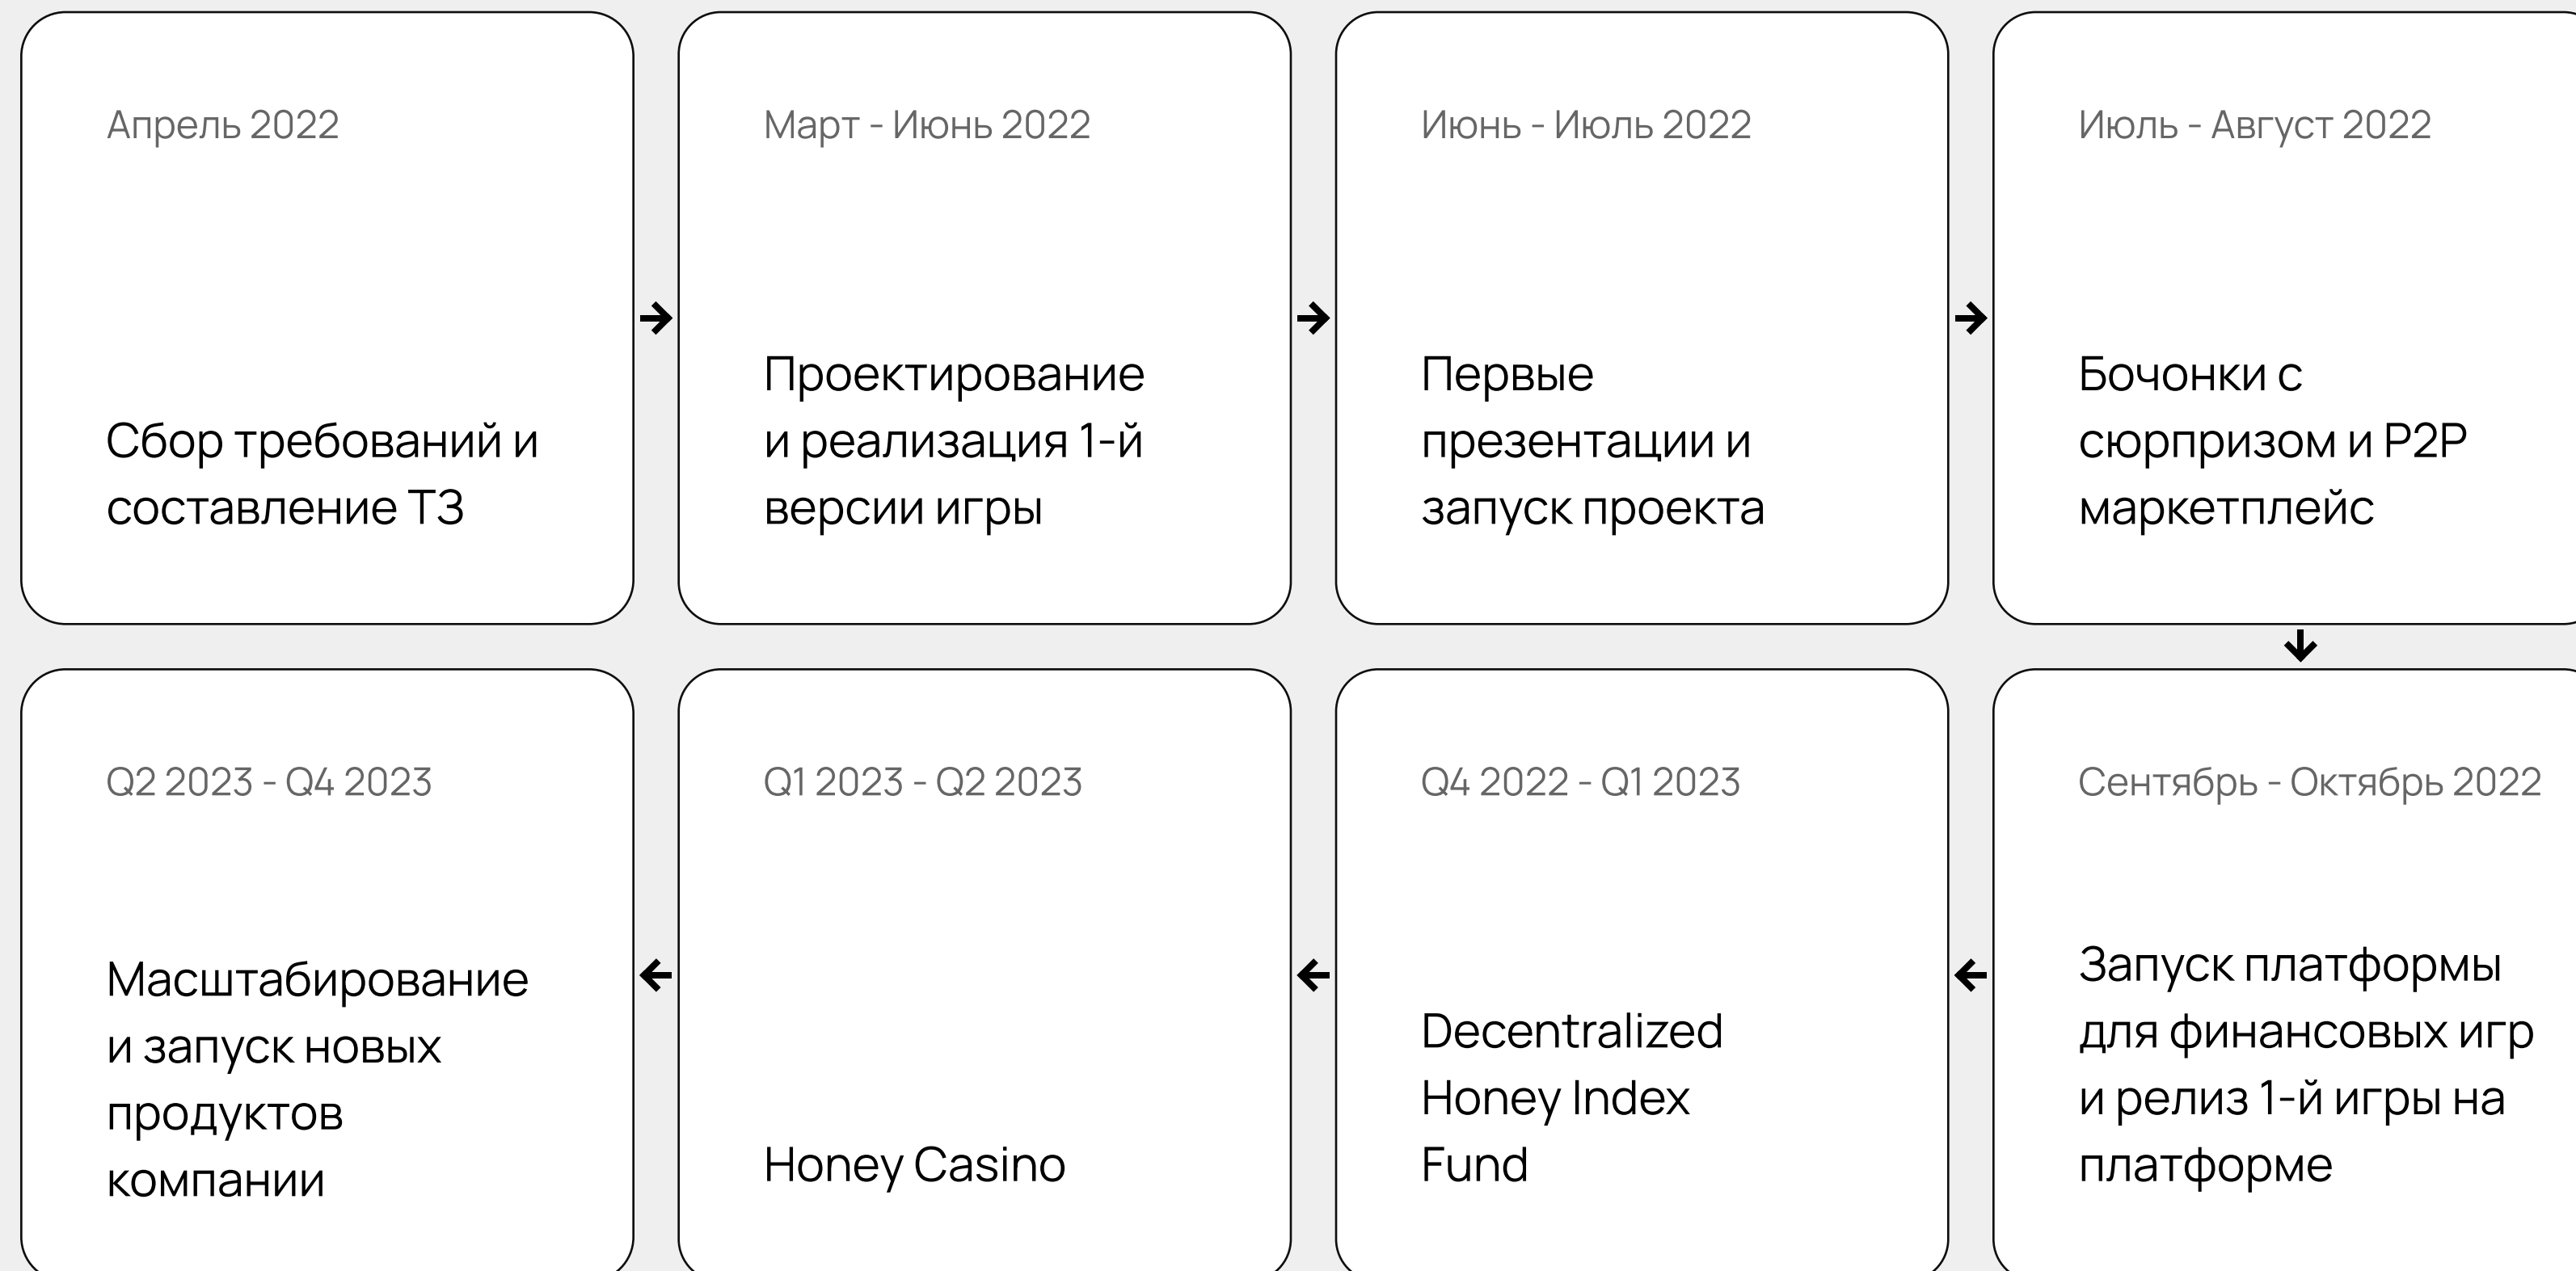 Апрель 2022
Сбор требований и
составление ТЗ
Март - Июнь 2022
Проектирование
и реализация 1-й
версии игры
Июнь - Июль 2022
Первые
презентации и
запуск проекта
Июль - Август 2022
Бочонки с
сюрпризом и P2P
маркетплейс
Сентябрь - Октябрь 2022
Запуск платформы
для финансовых игр
и релиз 1-й игры на
платформе
Q4 2022 - Q1 2023
Decentralized
Honey Index
Fund
Q1 2023 - Q2 2023
Honey Casino
Q2 2023 - Q4 2023
Масштабирование
и запуск новых
продуктов
компании